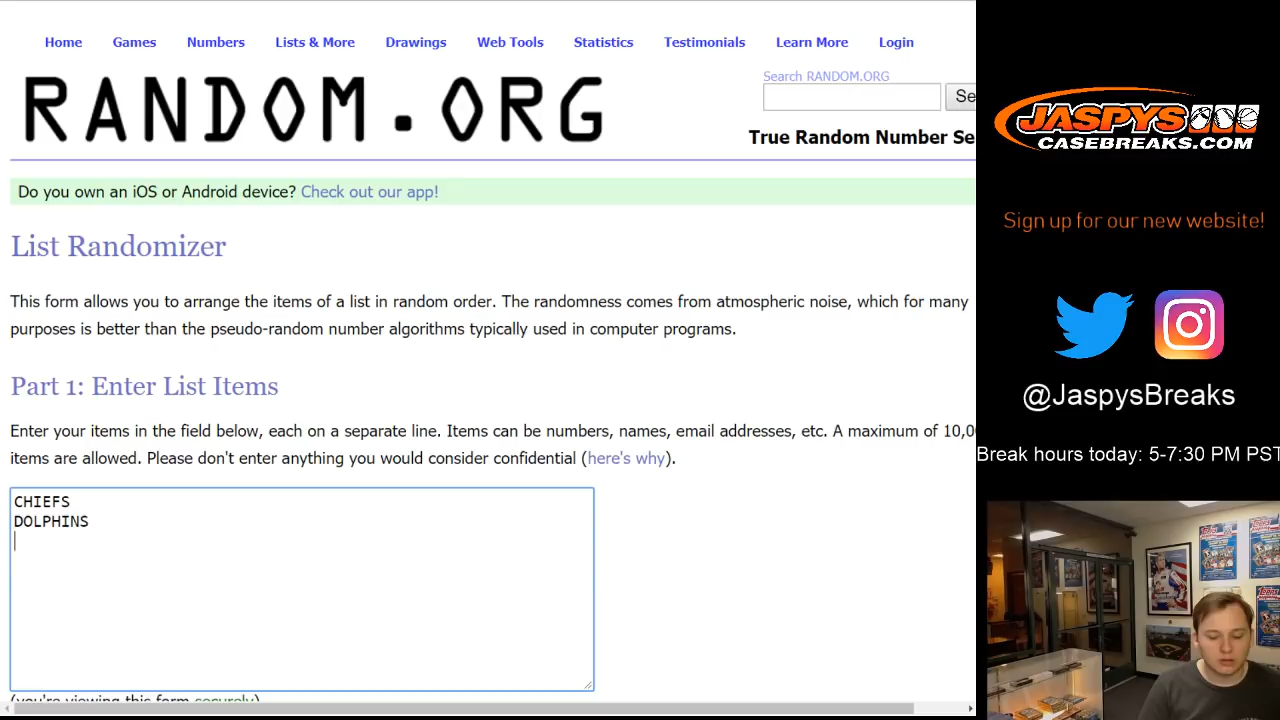 Home Games Numbers Lists & More Drawings Web Tools Statistics Testimonials Learn More Login
RANDOM.ORG
Search RANDOM.ORG
Se
True Random Number Se
Do you own an iOS or Android device? Check out our app!
List Randomizer
This form allows you to arrange the items of a list in random order. The randomness comes from atmospheric noise, which for many
purposes is better than the pseudo-random number algorithms typically used in computer programs.
Part 1: Enter List Items
Enter your items in the field below, each on a separate line. Items can be numbers, names, email addresses, etc. A maximum of 10,00
items are allowed. Please don't enter anything you would consider confidential (here's why).
CHIEFS
DOLPHINS
(you're viewing this form securely)
JASPYS
CASEBREAKS.COM
Sign up for our new website!
@JaspysBreaks
Break hours today: 5-7:30 PM PST